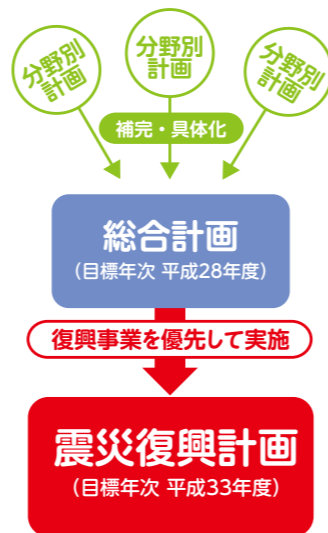 分野別
計画
分野別
計画
分野別
計画
補完・具体化
総合計画
(目標年次 平成28年度)
復興事業を優先して実施
震災復興計画
(目標年次 平成33年度)